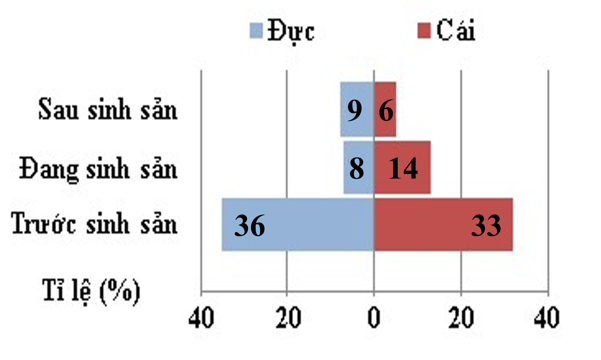 Đực Cái
Sau sinh sản 9 6
Đang sinh sản 8 14
Trước sinh sản 36 33
Tỉ lệ (%)
40 20 0 20 40